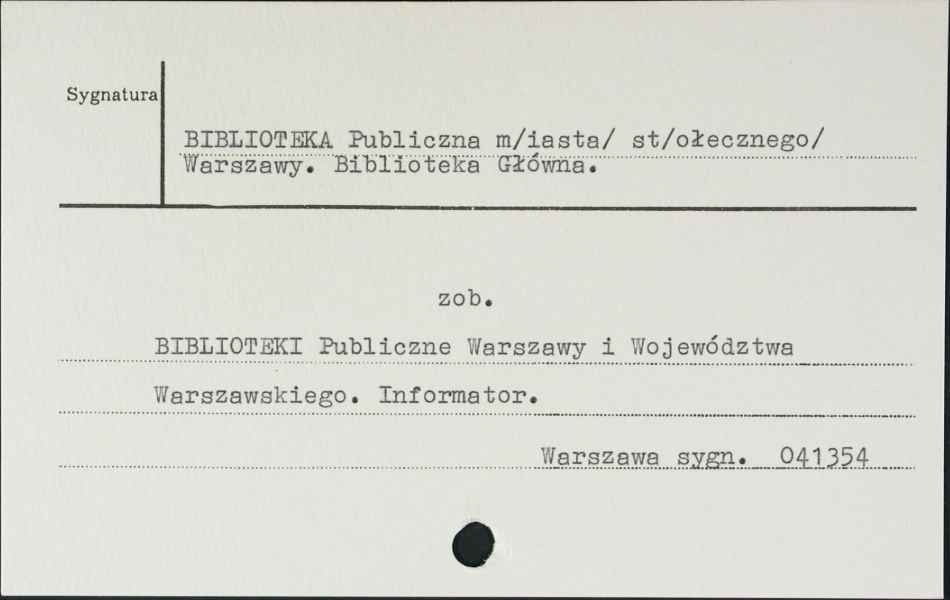 Sygnatura
BIBLIOTEKA Publiczna m/iasta/ st/ołecznego/
Warszawy. Biblioteka Główna.
zob.
BIBLIOTEKI Publiczne Warszawy i Województwa
Warszawskiego. Informator.
Warszawa sygn. 041354